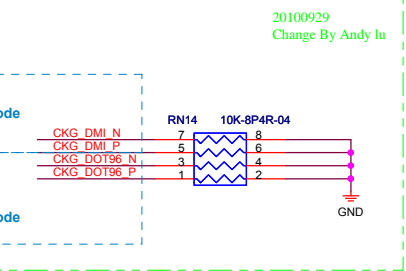 20100929
Change By Andy lu
ode
RN14 10K-8P4R-04
CKG_DMI_N 7 8
CKG_DMI_P 5 6
CKG_DOT96_N 3 4
CKG_DOT96_P 1 2
GND
ode